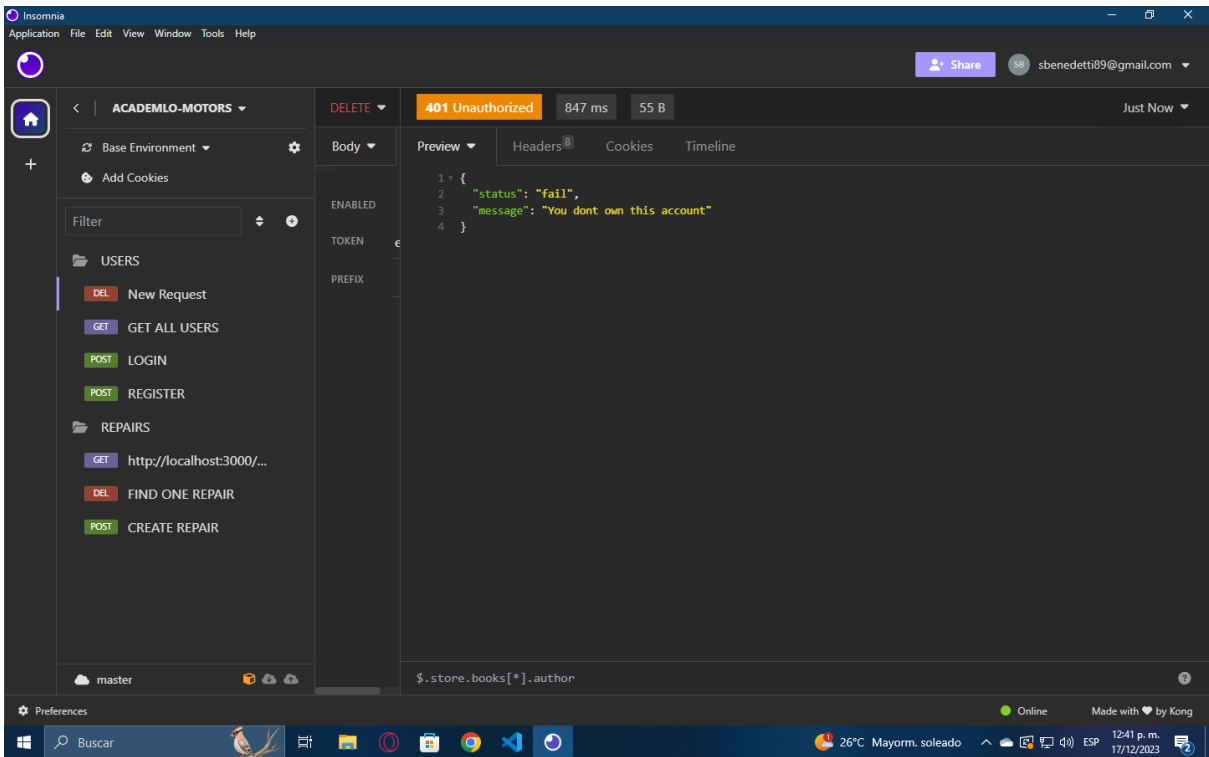 Insomnia
Application File Edit View Window Tools Help
Share SB sbenedetti89@gmail.com
ACADEMLO-MOTORS
Base Environment
Add Cookies
Filter
USERS
DEL New Request
GET GET ALL USERS
POST LOGIN
POST REGISTER
REPAIRS
GET http://localhost:3000/...
DEL FIND ONE REPAIR
POST CREATE REPAIR
master
DELETE
Body
ENABLED
TOKEN e
PREFIX
401 Unauthorized 847 ms 55 B Just Now
Preview Headers 8 Cookies Timeline
1 {
2 "status": "fail",
3 "message": "You dont own this account"
4 }
$.store.books[*].author
Preferences Online Made with ❤ by Kong
Buscar 1 26°C Mayorm. soleado ESP 12:41 p. m.
17/12/2023 2